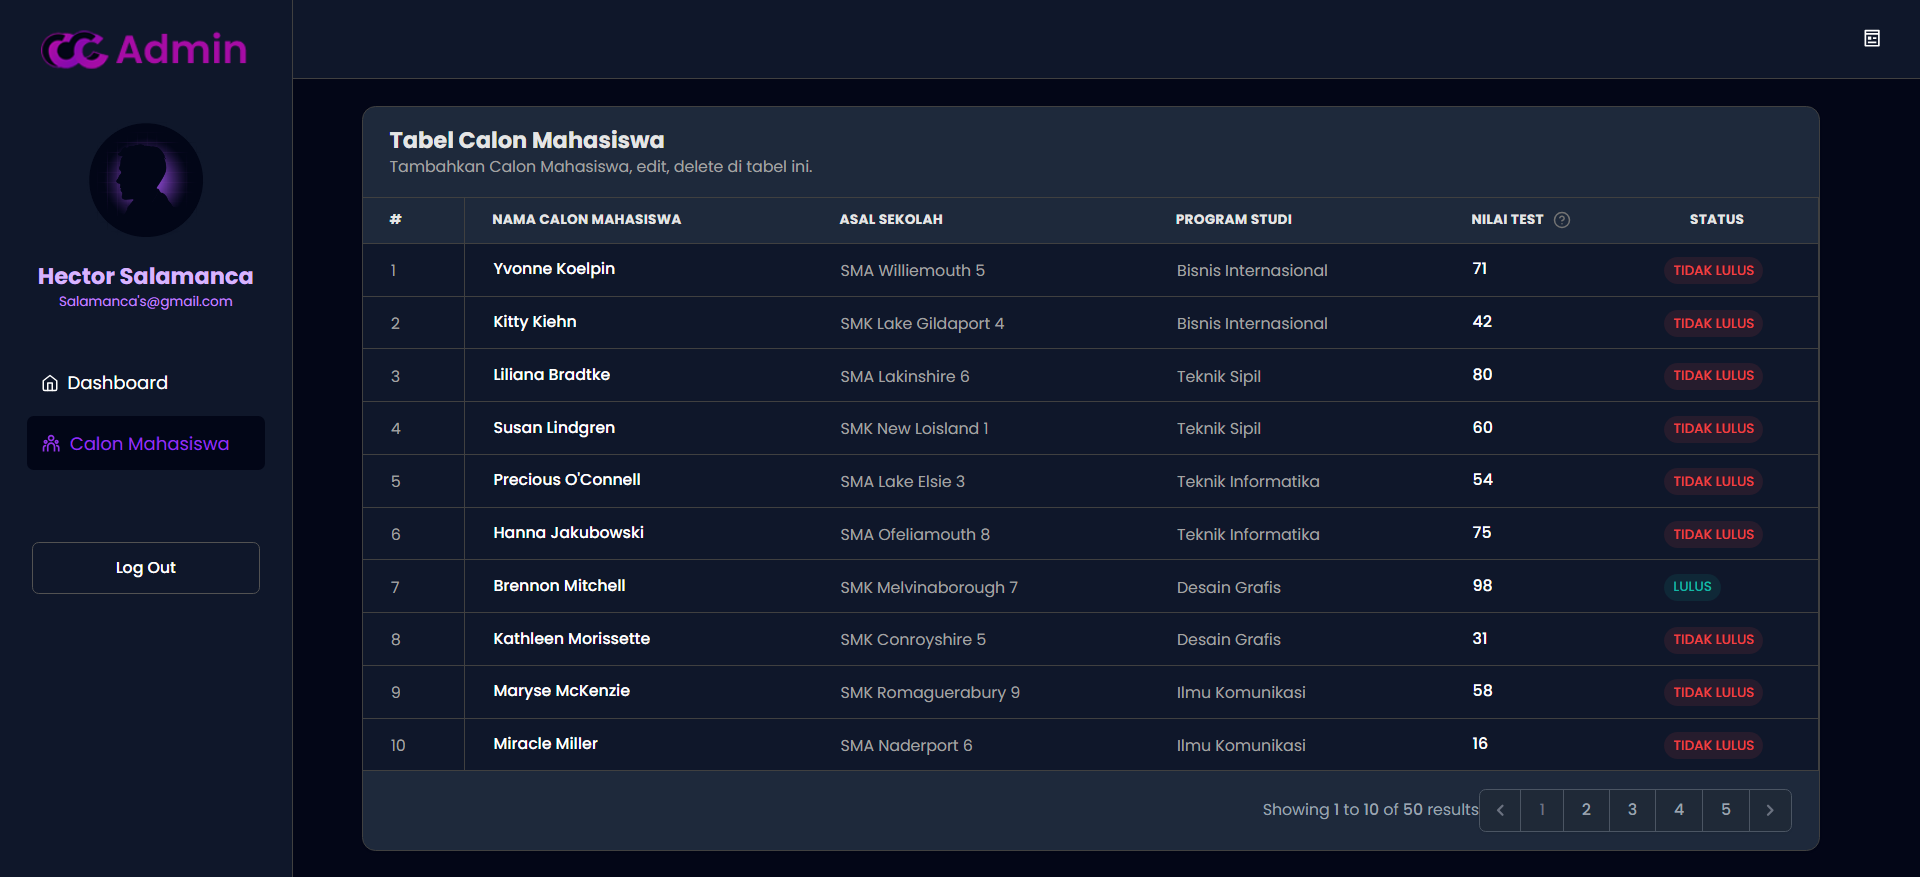 CC Admin
Hector Salamanca
Salamanca's@gmail.com
Dashboard
Calon Mahasiswa
Log Out
Tabel Calon Mahasiswa
Tambahkan Calon Mahasiswa, edit, delete di tabel ini.
# NAMA CALON MAHASISWA ASAL SEKOLAH PROGRAM STUDI NILAI TEST ? STATUS
1 Yvonne Koelpin SMA Williemouth 5 Bisnis Internasional 71 TIDAK LULUS
2 Kitty Kiehn SMK Lake Gildaport 4 Bisnis Internasional 42 TIDAK LULUS
3 Liliana Bradtke SMA Lakinshire 6 Teknik Sipil 80 TIDAK LULUS
4 Susan Lindgren SMK New Loisland 1 Teknik Sipil 60 TIDAK LULUS
5 Precious O'Connell SMA Lake Elsie 3 Teknik Informatika 54 TIDAK LULUS
6 Hanna Jakubowski SMA Ofeliamouth 8 Teknik Informatika 75 TIDAK LULUS
7 Brennon Mitchell SMK Melvinaborough 7 Desain Grafis 98 LULUS
8 Kathleen Morissette SMK Conroyshire 5 Desain Grafis 31 TIDAK LULUS
9 Maryse McKenzie SMK Romaguerabury 9 Ilmu Komunikasi 58 TIDAK LULUS
10 Miracle Miller SMA Naderport 6 Ilmu Komunikasi 16 TIDAK LULUS
Showing 1 to 10 of 50 results 1 2 3 4 5